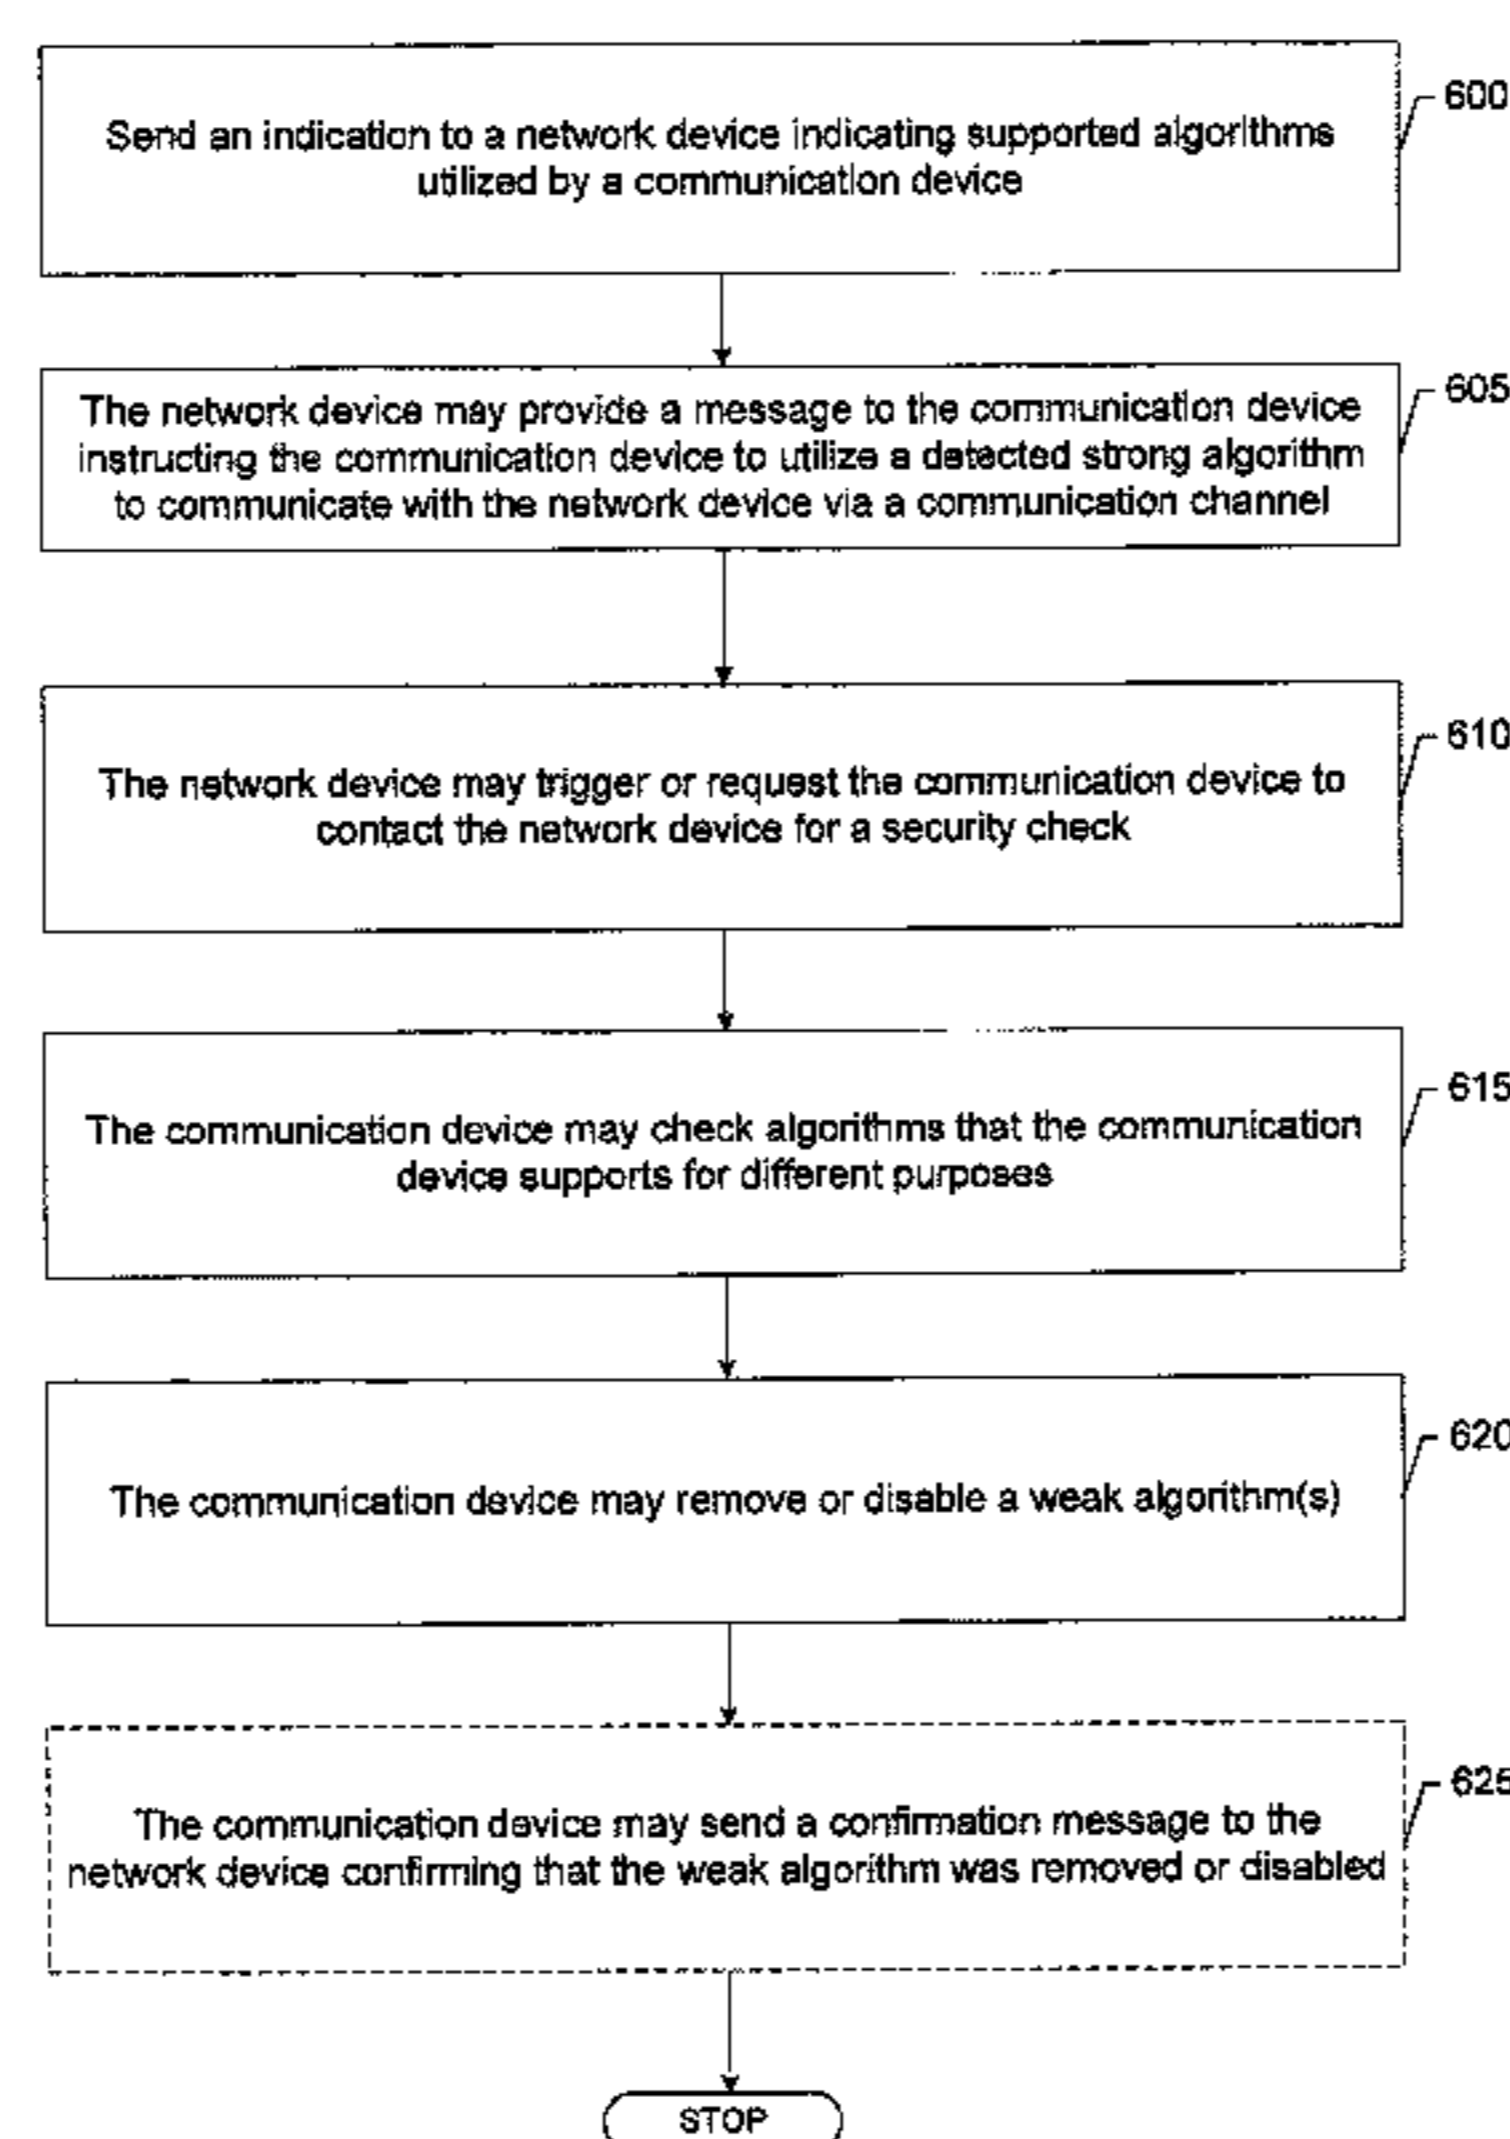 Send an indication to a network device indicating supported algorithms
utilized by a communication device
600
The network device may provide a message to the communication device
instructing the communication device to utilize a detected strong algorithm
to communicate with the network device via a communication channel
605
The network device may trigger or request the communication device to
contact the network device for a security check
610
The communication device may check algorithms that the communication
device supports for different purposes
615
The communication device may remove or disable a weak algorithm(s)
620
The communication device may send a confirmation message to the
network device confirming that the weak algorithm was removed or disabled
625
STOP